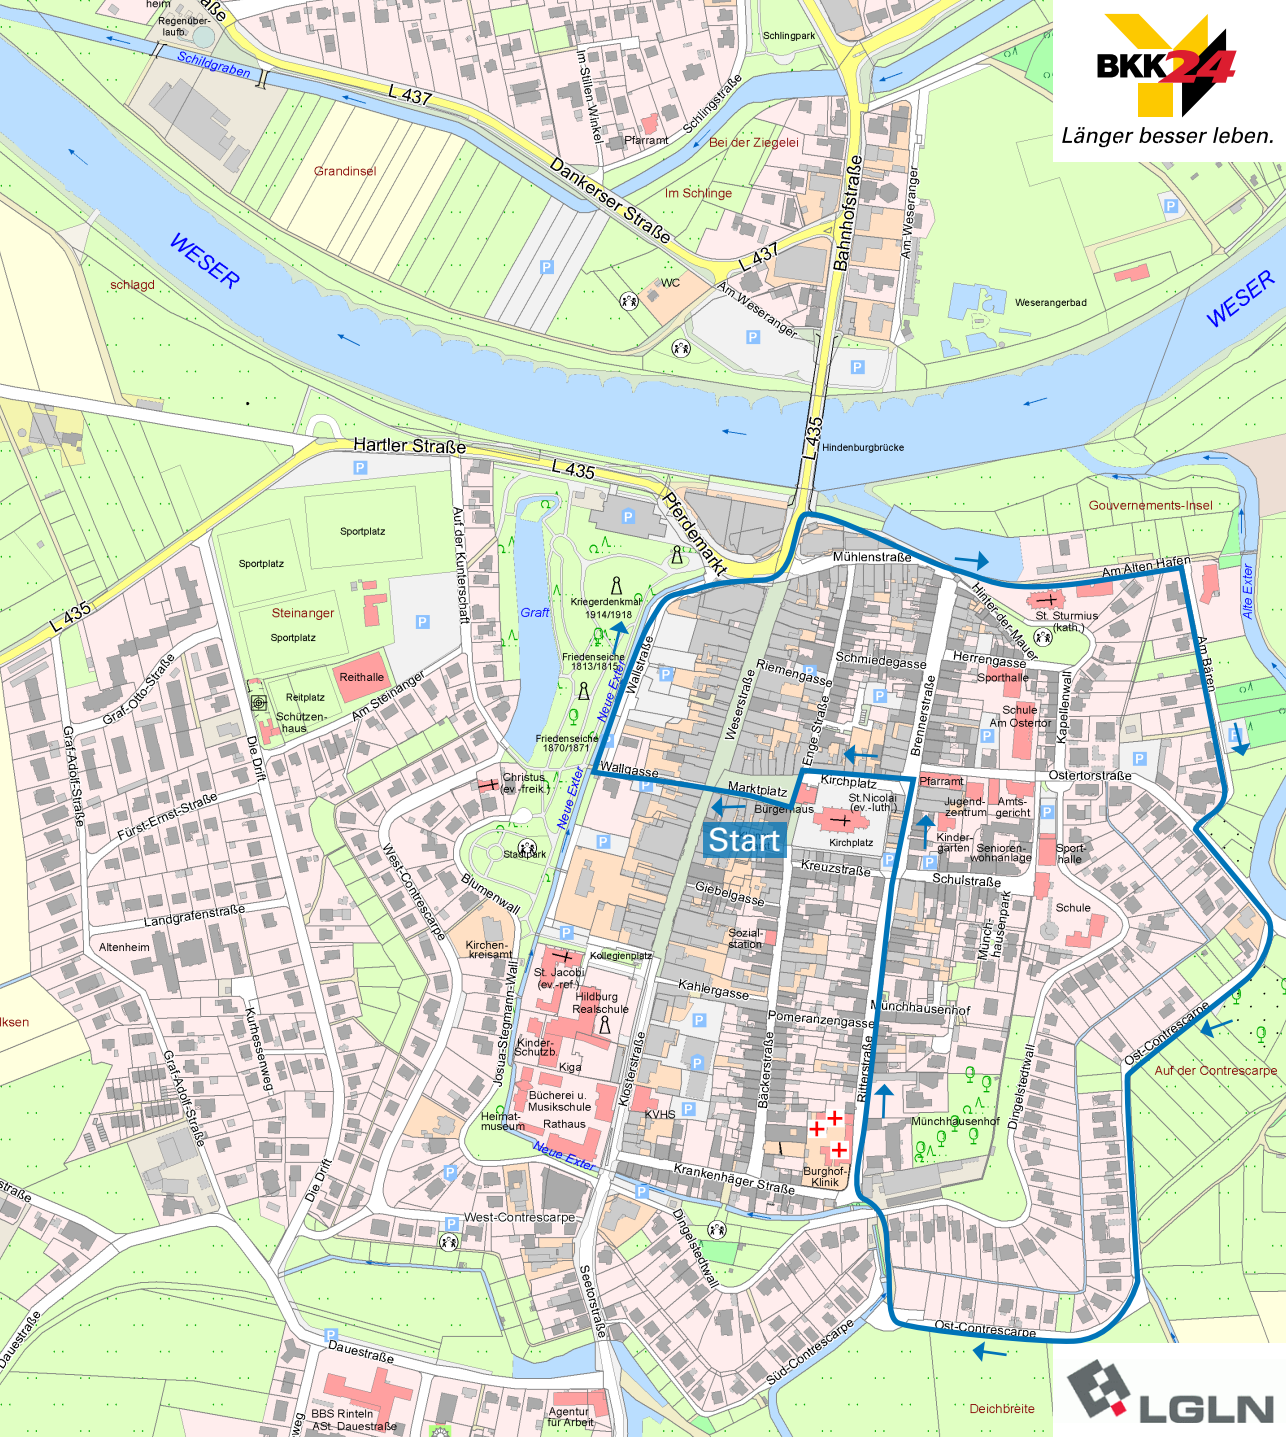 heim
Regenüber-
laufb.
Schildgraben
L 437
Im-Stillen-Winkel
Pfarramt
Schlingstraße
Schlingpark
Bei der Ziegelei
Grandinsel
Dankerser Straße
Im Schlinge
L 437
Bahnhofstraße
Am-Weseranger
BKK24
Länger besser leben.
P
WESER
schlagd
P
WC
Am Weseranger
P
P
Weserangerbad
WESER
Hartler Straße
L 435
L 435
Hindenburgbrücke
P
Sportplatz
Auf der Kunterschaft
P
Pferdemarkt
Gouvernements-Insel
Mühlenstraße
Am Alten Hafen
Alte Exter
Sportplatz
Steinanger
L 435
Sportplatz
P
Graft
Kriegerdenkmal
1914/1918
Hinter-der-Mauer
St. Sturmius
(kath.)
Friedenseiche
1813/1815
Neue Exter
Wallstraße
P
Riemengasse
P
Schmiedegasse
Herrengasse
Am Bären
Graf-Otto-Straße
Reithalle
Reitplatz
Am Steinanger
Schützen-
haus
P
Sporthalle
Schule
Am Ostertor
Kapellenwall
Weserstraße
Enge Straße
Brennerstraße
Graf-Adolf-Straße
Die Drift
Friedenseiche
1870/1871
P
P
P
Wallgasse
P
Marktplatz
Kirchplatz
Pfarramt
Ostertorstraße
Christus
(ev.-freik.)
Neue Exter
Bürgerhaus
St.Nicolai
(ev.-luth.)
Jugend-
zentrum
Amts-
gericht
P
Fürst-Ernst-Straße
Start
Kirchplatz
Kinder-
garten
Senioren-
wohnanlage
Sport-
halle
Stadtpark
P
P
P
West-Contrescarpe
Kreuzstraße
Schulstraße
Blumenwall
Giebelgasse
Landgrafenstraße
Münch-
hausenpark
Schule
Altenheim
Kirchen-
kreisamt
P
Sozial-
station
Kollegienplatz
St. Jacobi
(ev.-ref.)
Kahlergasse
Hildburg
Realschule
Münchhausenhof
Pomeranzengasse
P
Kurhessenweg
Josua-Stegmann-Wall
Kinder-
Schutzb.
Kiga
P
Ost-Contrescarpe
Auf der Contrescarpe
Graf-Adolf-Straße
Klosterstraße
Bäckerstraße
Ritterstraße
Dingelstedtwall
Bücherei u.
Musikschule
Rathaus
Heimat-
museum
KVHS
P
Münchhausenhof
Neue Exter
Krankenhäger Straße
Burghof-
Klinik
P
P
Die Drift
West-Contrescarpe
P
Dingelstedtwall
Seetorstraße
Süd-Contrescarpe
Ost-Contrescarpe
Dauestraße
P
Dauestraße
BBS Rinteln
ASt. Dauestraße
Agentur
für Arbeit
Deichbreite
LGLN